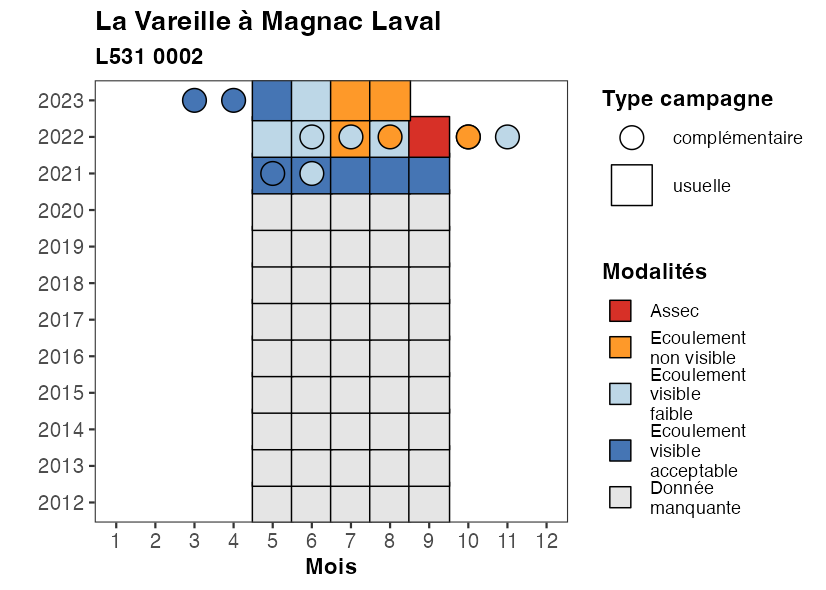 La Vareille à Magnac Laval
L531 0002
2023
2022
2021
2020
2019
2018
2017
2016
2015
2014
2013
2012
1 2 3 4 5 6 7 8 9 10 11 12
Mois
Type campagne
complémentaire
usuelle
Modalités
Assec
Ecoulement
non visible
Ecoulement
visible
faible
Ecoulement
visible
acceptable
Donnée
manquante